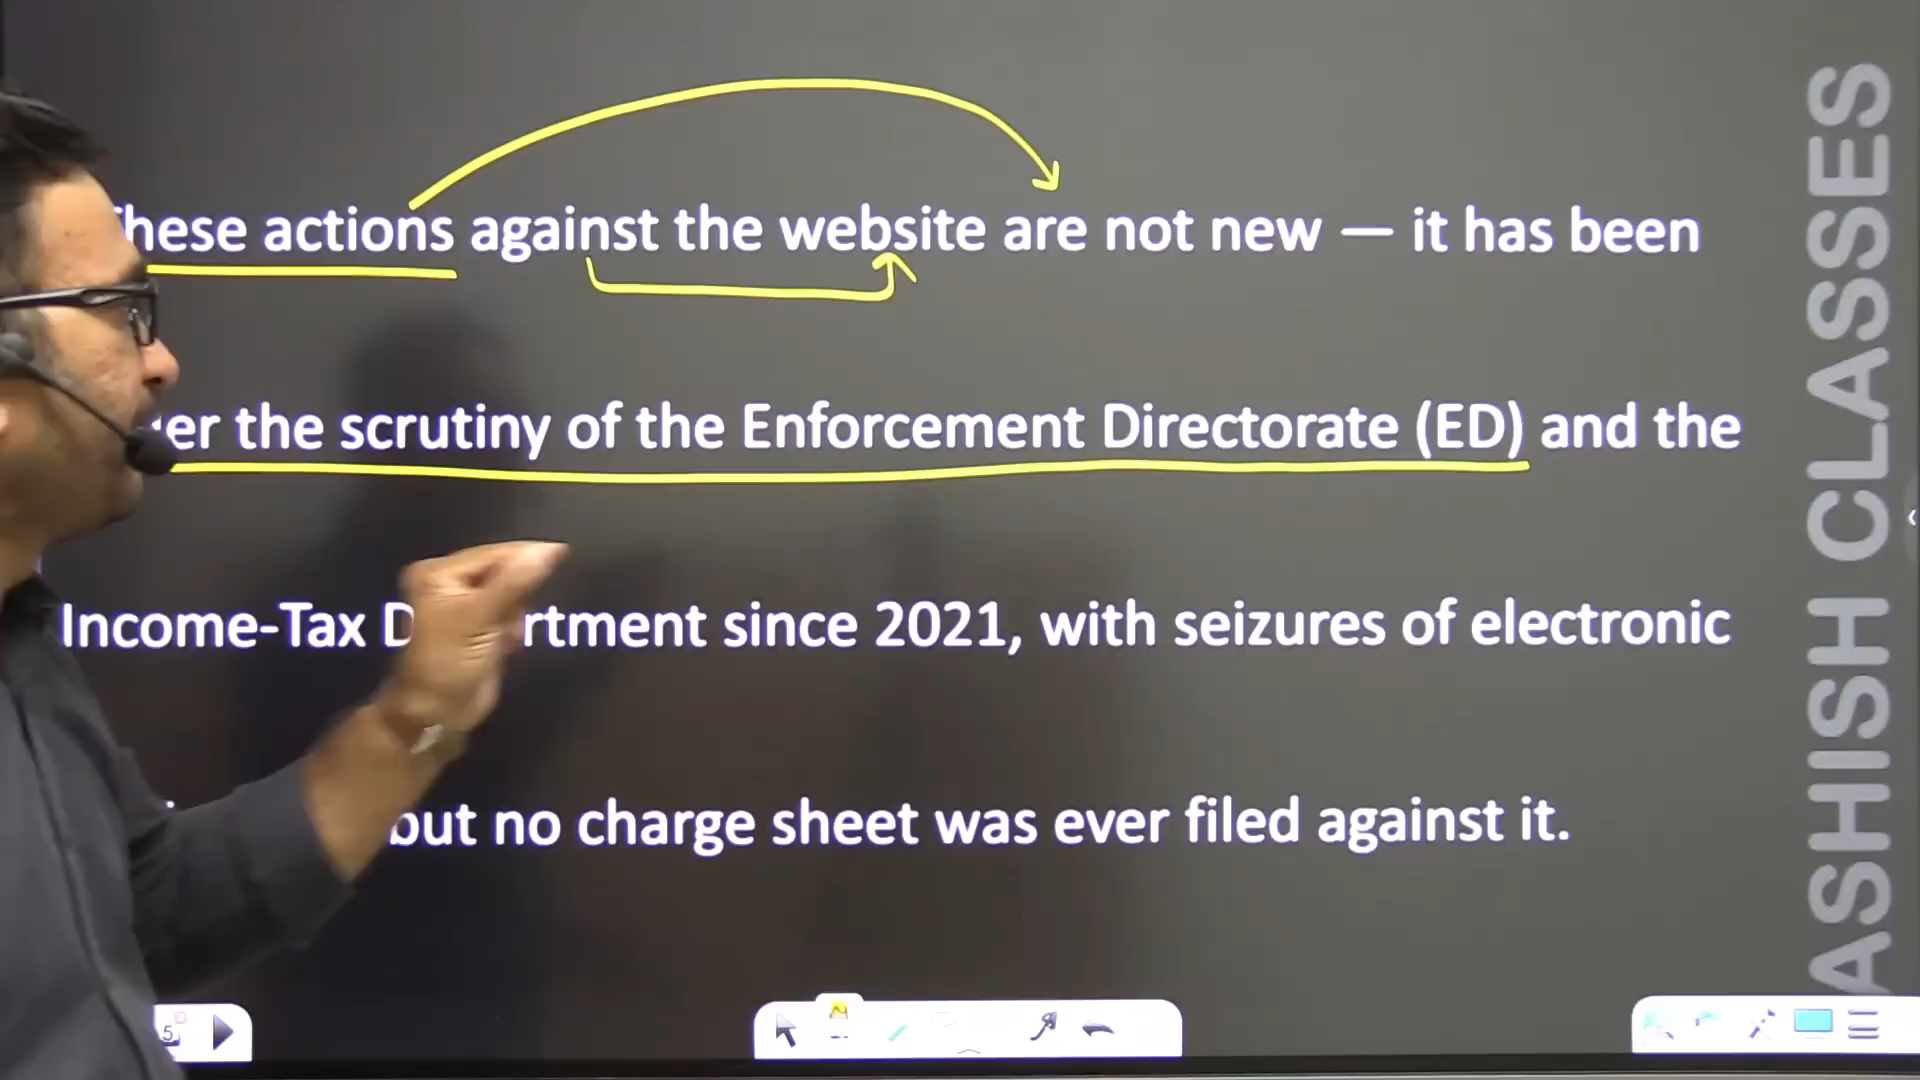 hese actions against the website are not new — it has been
er the scrutiny of the Enforcement Directorate (ED) and the
Income-Tax D rtment since 2021, with seizures of electronic
but no charge sheet was ever filed against it.
ASHISH CLASSES
5